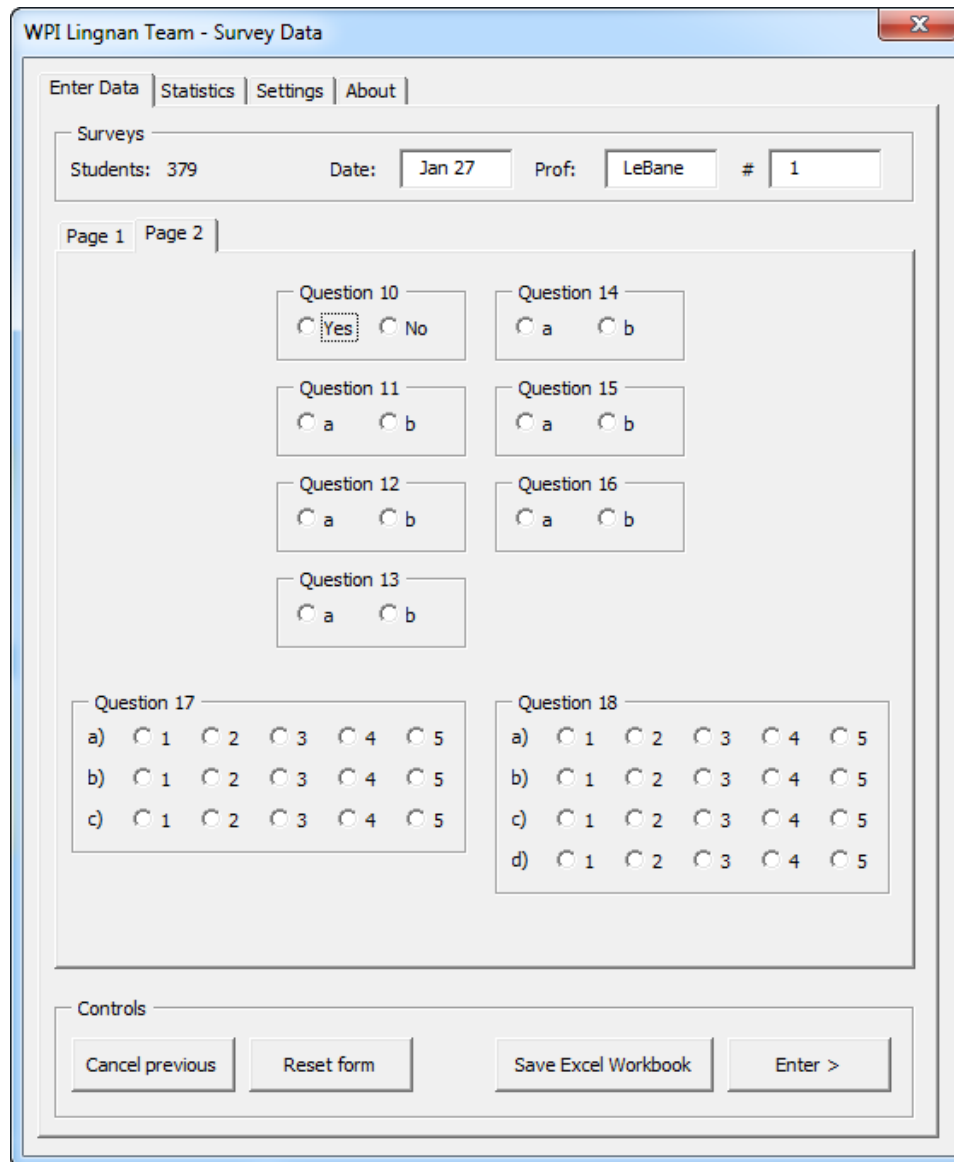 WPI Lingnan Team - Survey Data
Enter Data Statistics Settings About
Surveys
Students: 379 Date: Jan 27 Prof: LeBane # 1
Page 1 Page 2
Question 10 Question 14
Yes No a b
Question 11 Question 15
a b a b
Question 12 Question 16
a b a b
Question 13
a b
Question 17 Question 18
a) 1 2 3 4 5 a) 1 2 3 4 5
b) 1 2 3 4 5 b) 1 2 3 4 5
c) 1 2 3 4 5 c) 1 2 3 4 5
d) 1 2 3 4 5
Controls
Cancel previous Reset form Save Excel Workbook Enter >